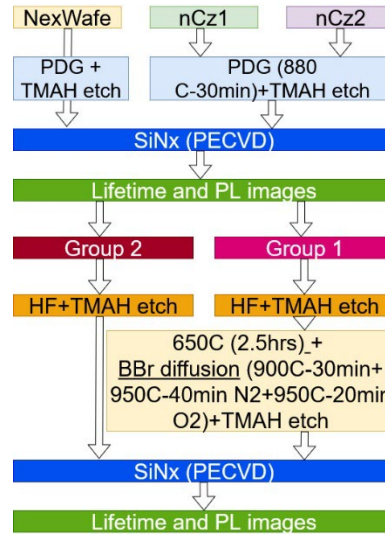 NexWafe
nCz1
nCz2
PDG +
TMAH etch
PDG (880
C-30min)+TMAH etch
SiNx (PECVD)
Lifetime and PL images
Group 2
Group 1
HF+TMAH etch
HF+TMAH etch
650C (2.5hrs)_+
BBr diffusion (900C-30min+
950C-40min N2+950C-20min
O2)+TMAH etch
SiNx (PECVD)
Lifetime and PL images